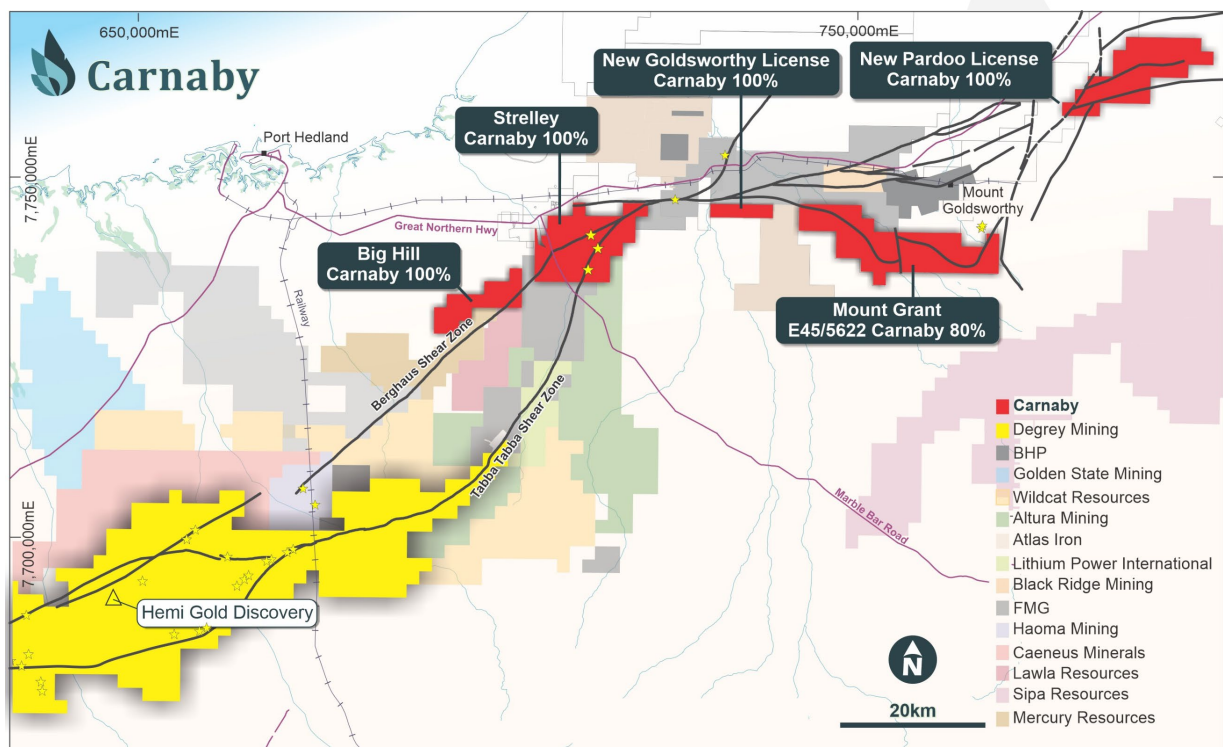 650,000mE
750,000mE
Carnaby
New Goldsworthy License
Carnaby 100%
New Pardoo License
Carnaby 100%
Strelley
Carnaby 100%
Port Hedland
7,750,000mE
Mount
Goldsworthy
Great Northern Hwy
Big Hill
Carnaby 100%
Mount Grant
E45/5622 Carnaby 80%
Railway
Berghaus Shear Zone
Tabba Tabba Shear Zone
Marble Bar Road
7,700,000mE
Hemi Gold Discovery
Carnaby
Degrey Mining
BHP
Golden State Mining
Wildcat Resources
Altura Mining
Atlas Iron
Lithium Power International
Black Ridge Mining
FMG
Haoma Mining
Caeneus Minerals
Lawla Resources
Sipa Resources
Mercury Resources
N
20km